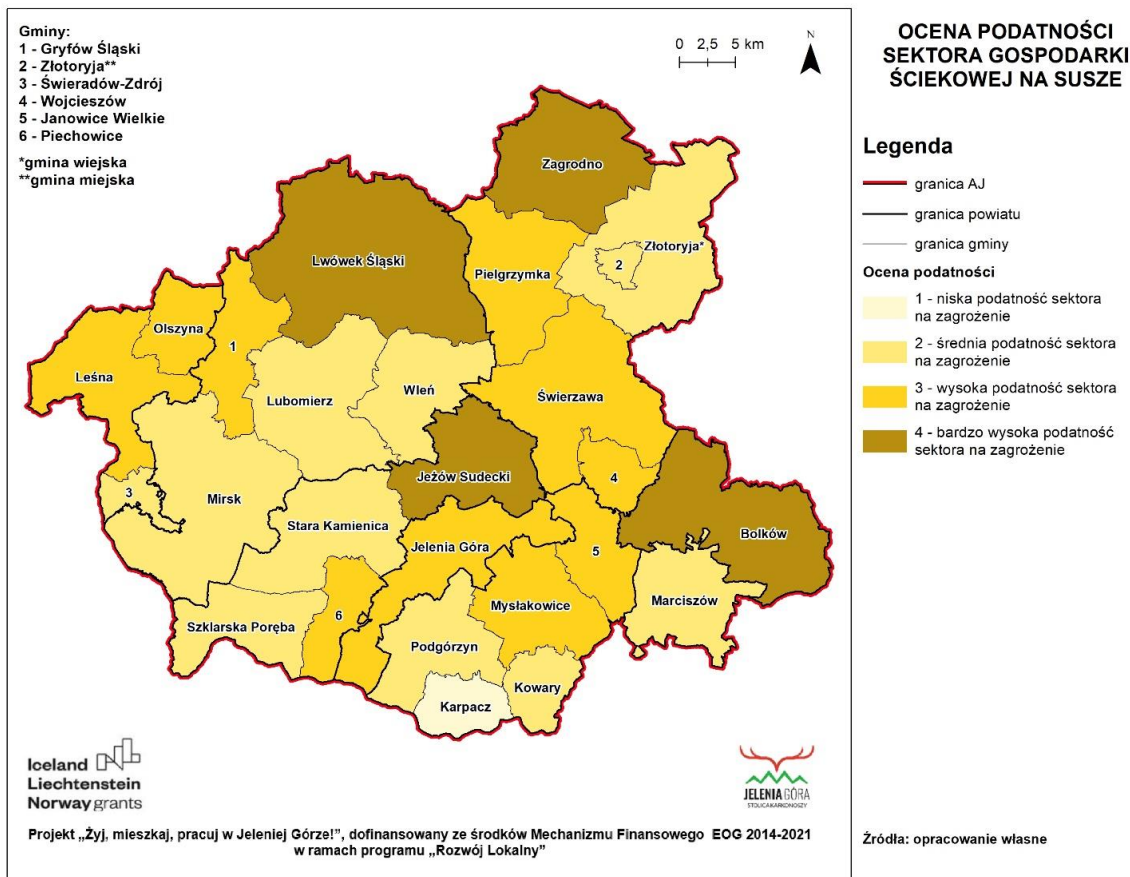 Gminy:
1 - Gryfów Śląski
2 - Złotoryja**
3 - Świeradów-Zdrój
4 - Wojcieszów
5 - Janowice Wielkie
6 - Piechowice
*gmina wiejska
**gmina miejska
0 2,5 5 km
N
Zagrodno
Złotoryja*
2
Lwówek Śląski
Pielgrzymka
Olszyna
1
Leśna
Lubomierz
Wleń
Świerzawa
Jeżów Sudecki
4
3
Mirsk
Stara Kamienica
Bolków
Jelenia Góra
5
Mysłakowice
Marciszów
6
Szklarska Poręba
Podgórzyn
Kowary
Karpacz
Iceland
Liechtenstein
Norway grants
JELENIA GÓRA
STOLICA KARKONOSZY
Projekt „Żyj, mieszkaj, pracuj w Jeleniej Górze!”, dofinansowany ze środków Mechanizmu Finansowego EOG 2014-2021
w ramach programu „Rozwój Lokalny”
OCENA PODATNOŚCI
SEKTORA GOSPODARKI
ŚCIEKOWEJ NA SUSZE
Legenda
granica AJ
granica powiatu
granica gminy
Ocena podatności
1 - niska podatność sektora
na zagrożenie
2 - średnia podatność sektora
na zagrożenie
3 - wysoka podatność sektora
na zagrożenie
4 - bardzo wysoka podatność
sektora na zagrożenie
Źródła: opracowanie własne